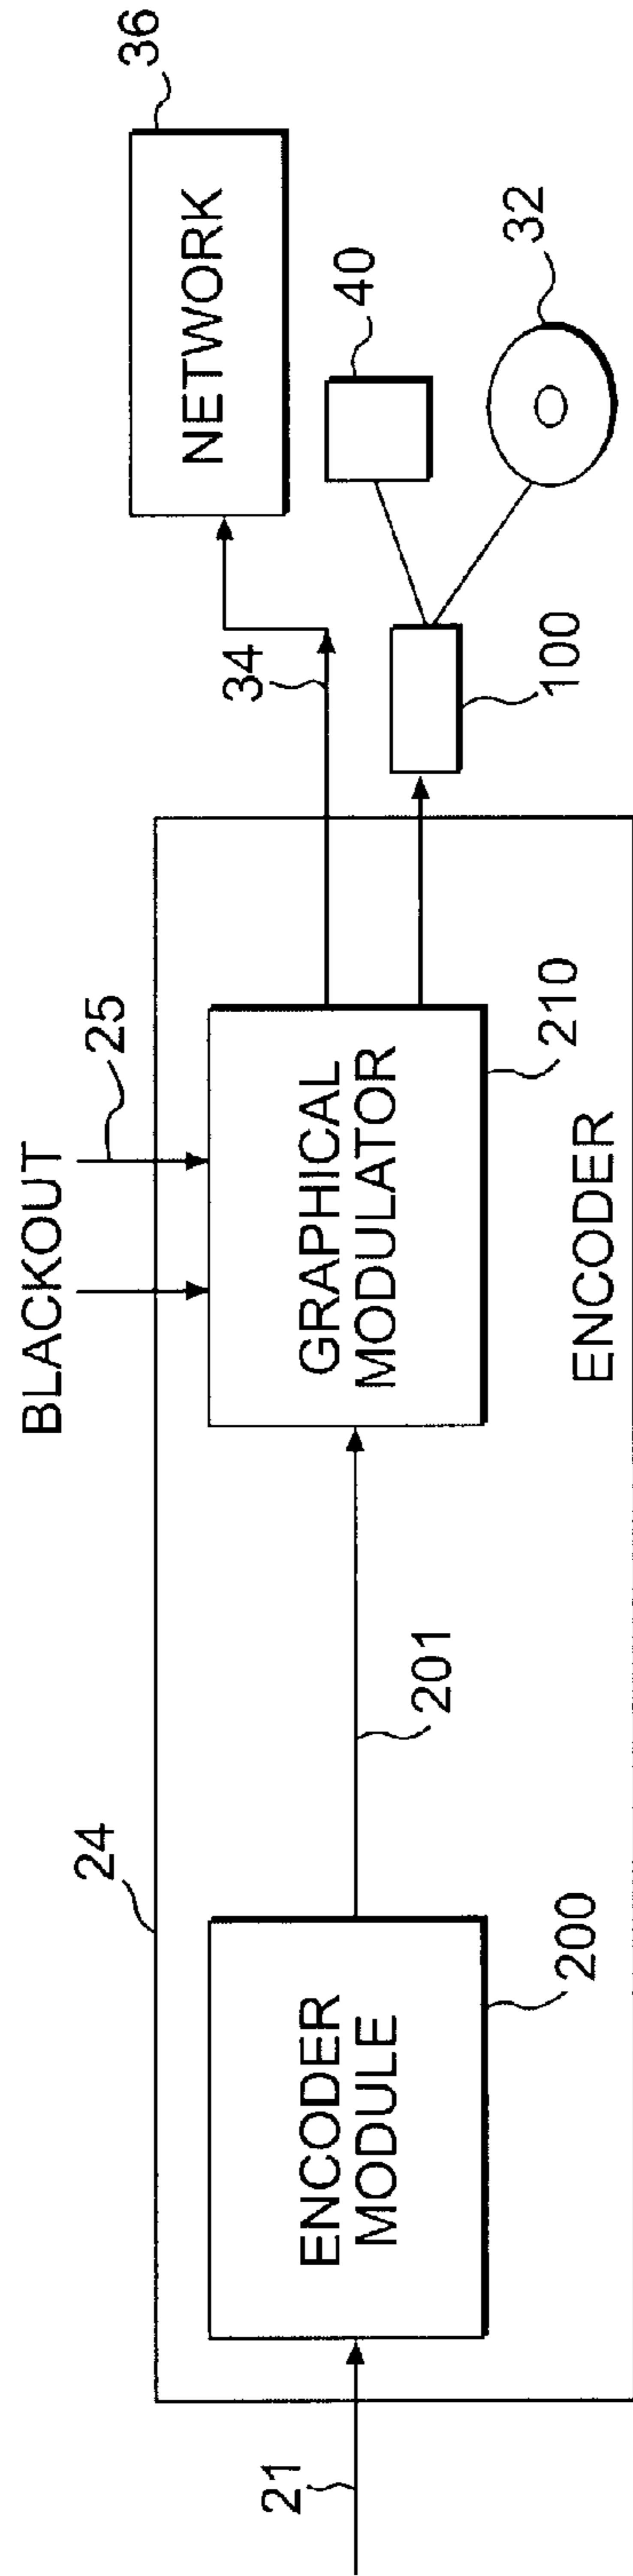 21
24
ENCODER
MODULE
200
201
BLACKOUT
25
GRAPHICAL
MODULATOR
210
ENCODER
34
NETWORK
36
100
40
32